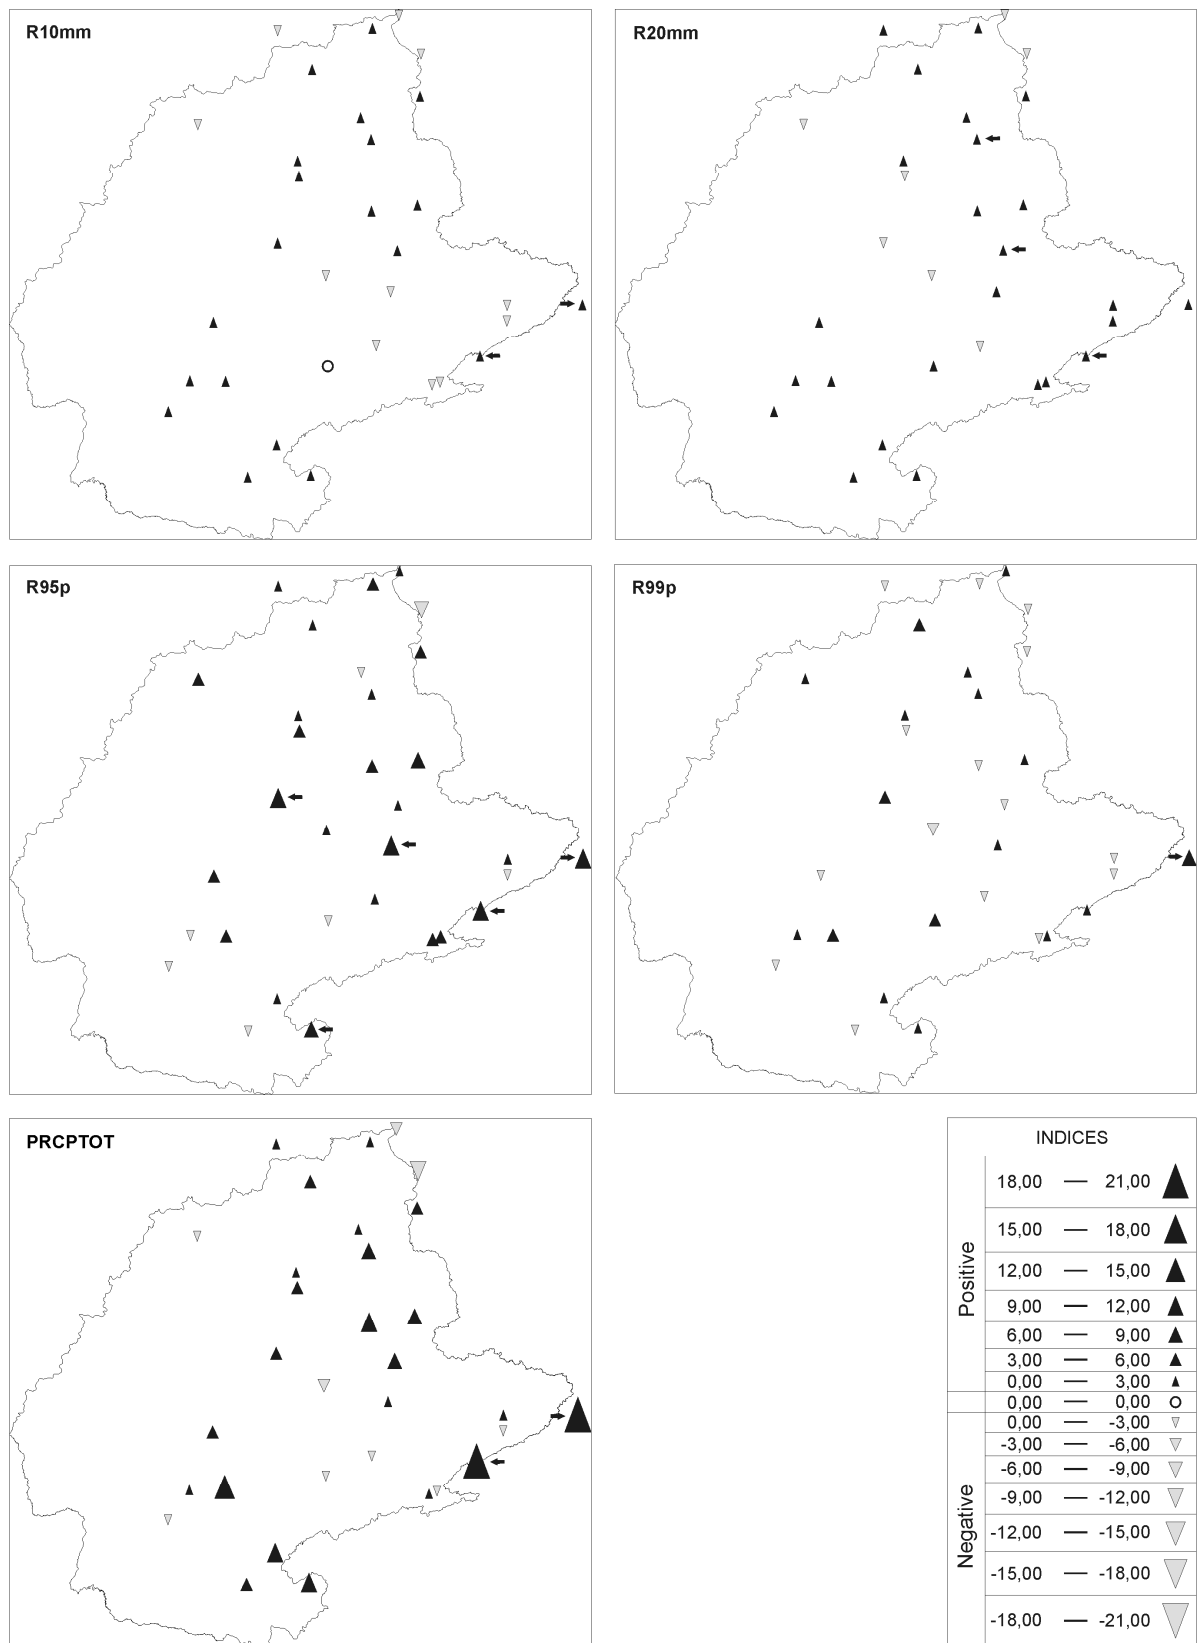 R10mm
R20mm
R95p
R99p
PRCPTOT
INDICES
Positive
18,00 — 21,00
15,00 — 18,00
12,00 — 15,00
9,00 — 12,00
6,00 — 9,00
3,00 — 6,00
0,00 — 3,00
0,00 — 0,00
Negative
0,00 — -3,00
-3,00 — -6,00
-6,00 — -9,00
-9,00 — -12,00
-12,00 — -15,00
-15,00 — -18,00
-18,00 — -21,00